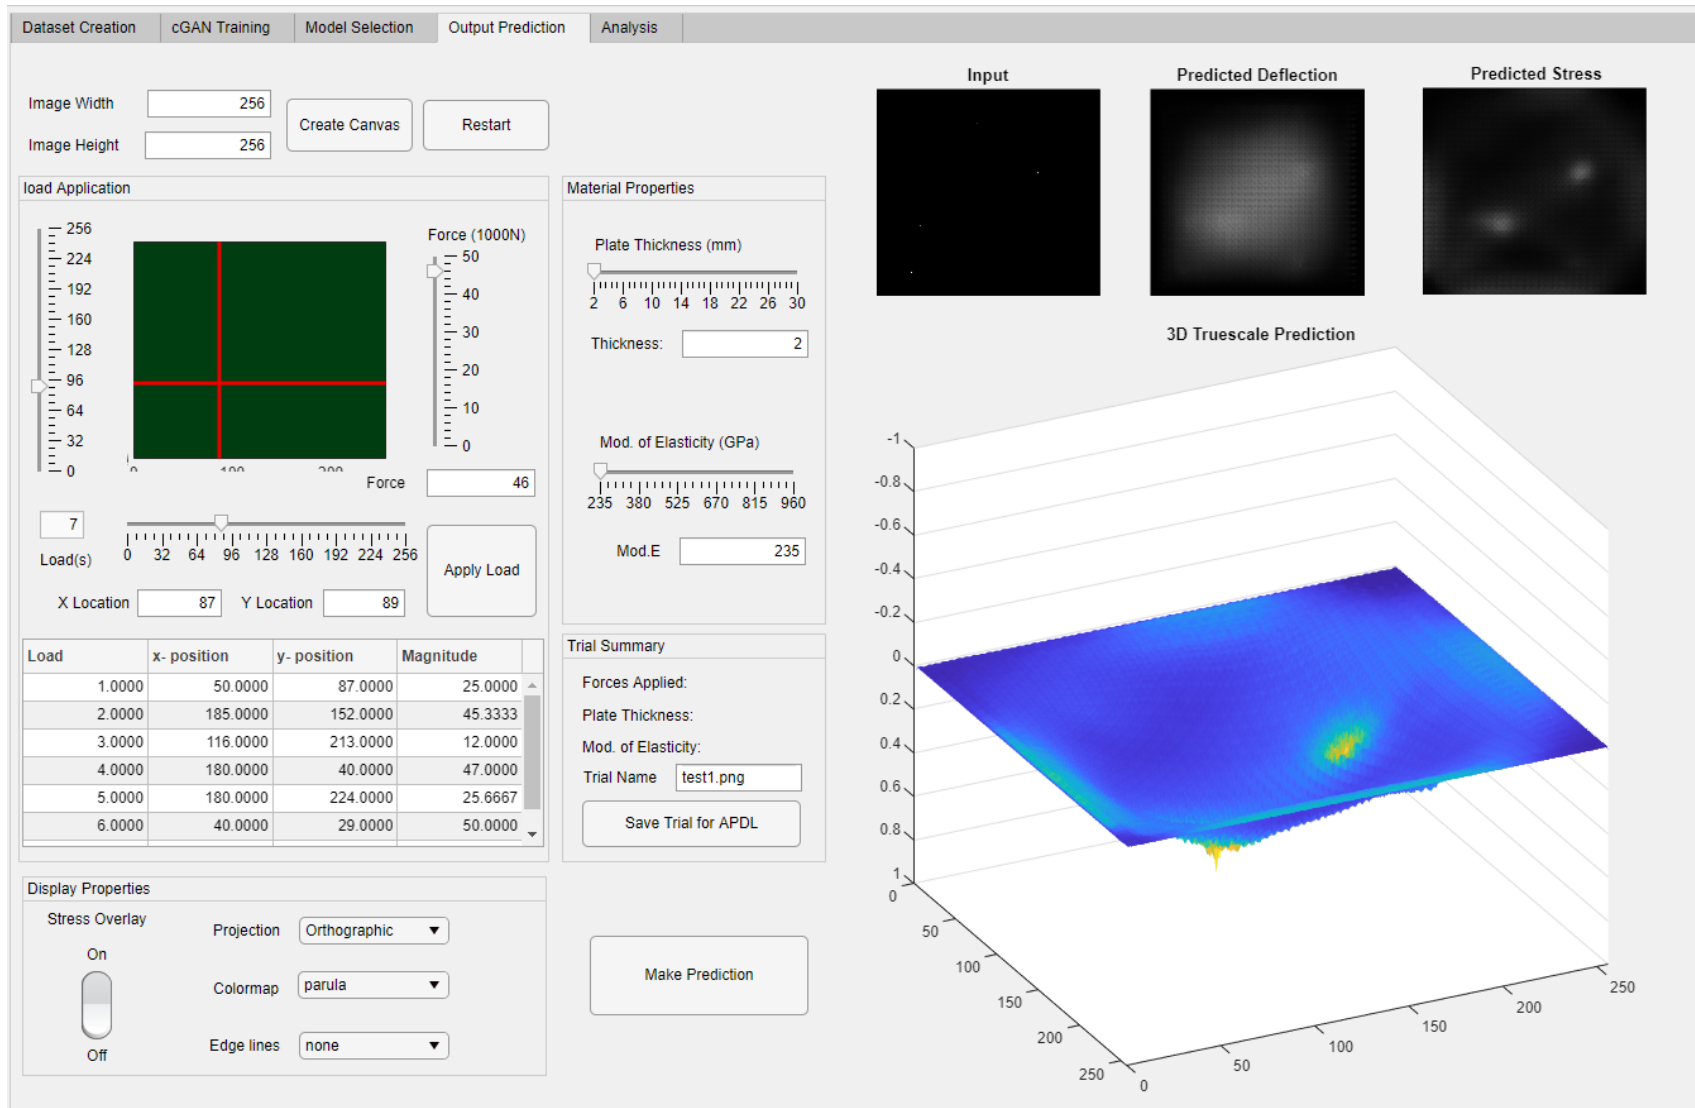 Dataset Creation cGAN Training Model Selection Output Prediction Analysis
Image Width 256
Image Height 256
Create Canvas
Restart
load Application
256
224
192
160
128
96
64
32
0
0 100 200
Force (1000N)
50
40
30
20
10
0
Force 46
7
Load(s)
0 32 64 96 128 160 192 224 256
Apply Load
X Location 87 Y Location 89
Load x- position y- position Magnitude
1.0000 50.0000 87.0000 25.0000
2.0000 185.0000 152.0000 45.3333
3.0000 116.0000 213.0000 12.0000
4.0000 180.0000 40.0000 47.0000
5.0000 180.0000 224.0000 25.6667
6.0000 40.0000 29.0000 50.0000
Display Properties
Stress Overlay
On
Off
Projection Orthographic
Colormap parula
Edge lines none
Material Properties
Plate Thickness (mm)
2 6 10 14 18 22 26 30
Thickness: 2
Mod. of Elasticity (GPa)
235 380 525 670 815 960
Mod.E 235
Trial Summary
Forces Applied:
Plate Thickness:
Mod. of Elasticity:
Trial Name test1.png
Save Trial for APDL
Make Prediction
Input
Predicted Deflection
Predicted Stress
3D Truescale Prediction
-1
-0.8
-0.6
-0.4
-0.2
0
0.2
0.4
0.6
0.8
1
0
50
100
150
200
250
0
50
100
150
200
250